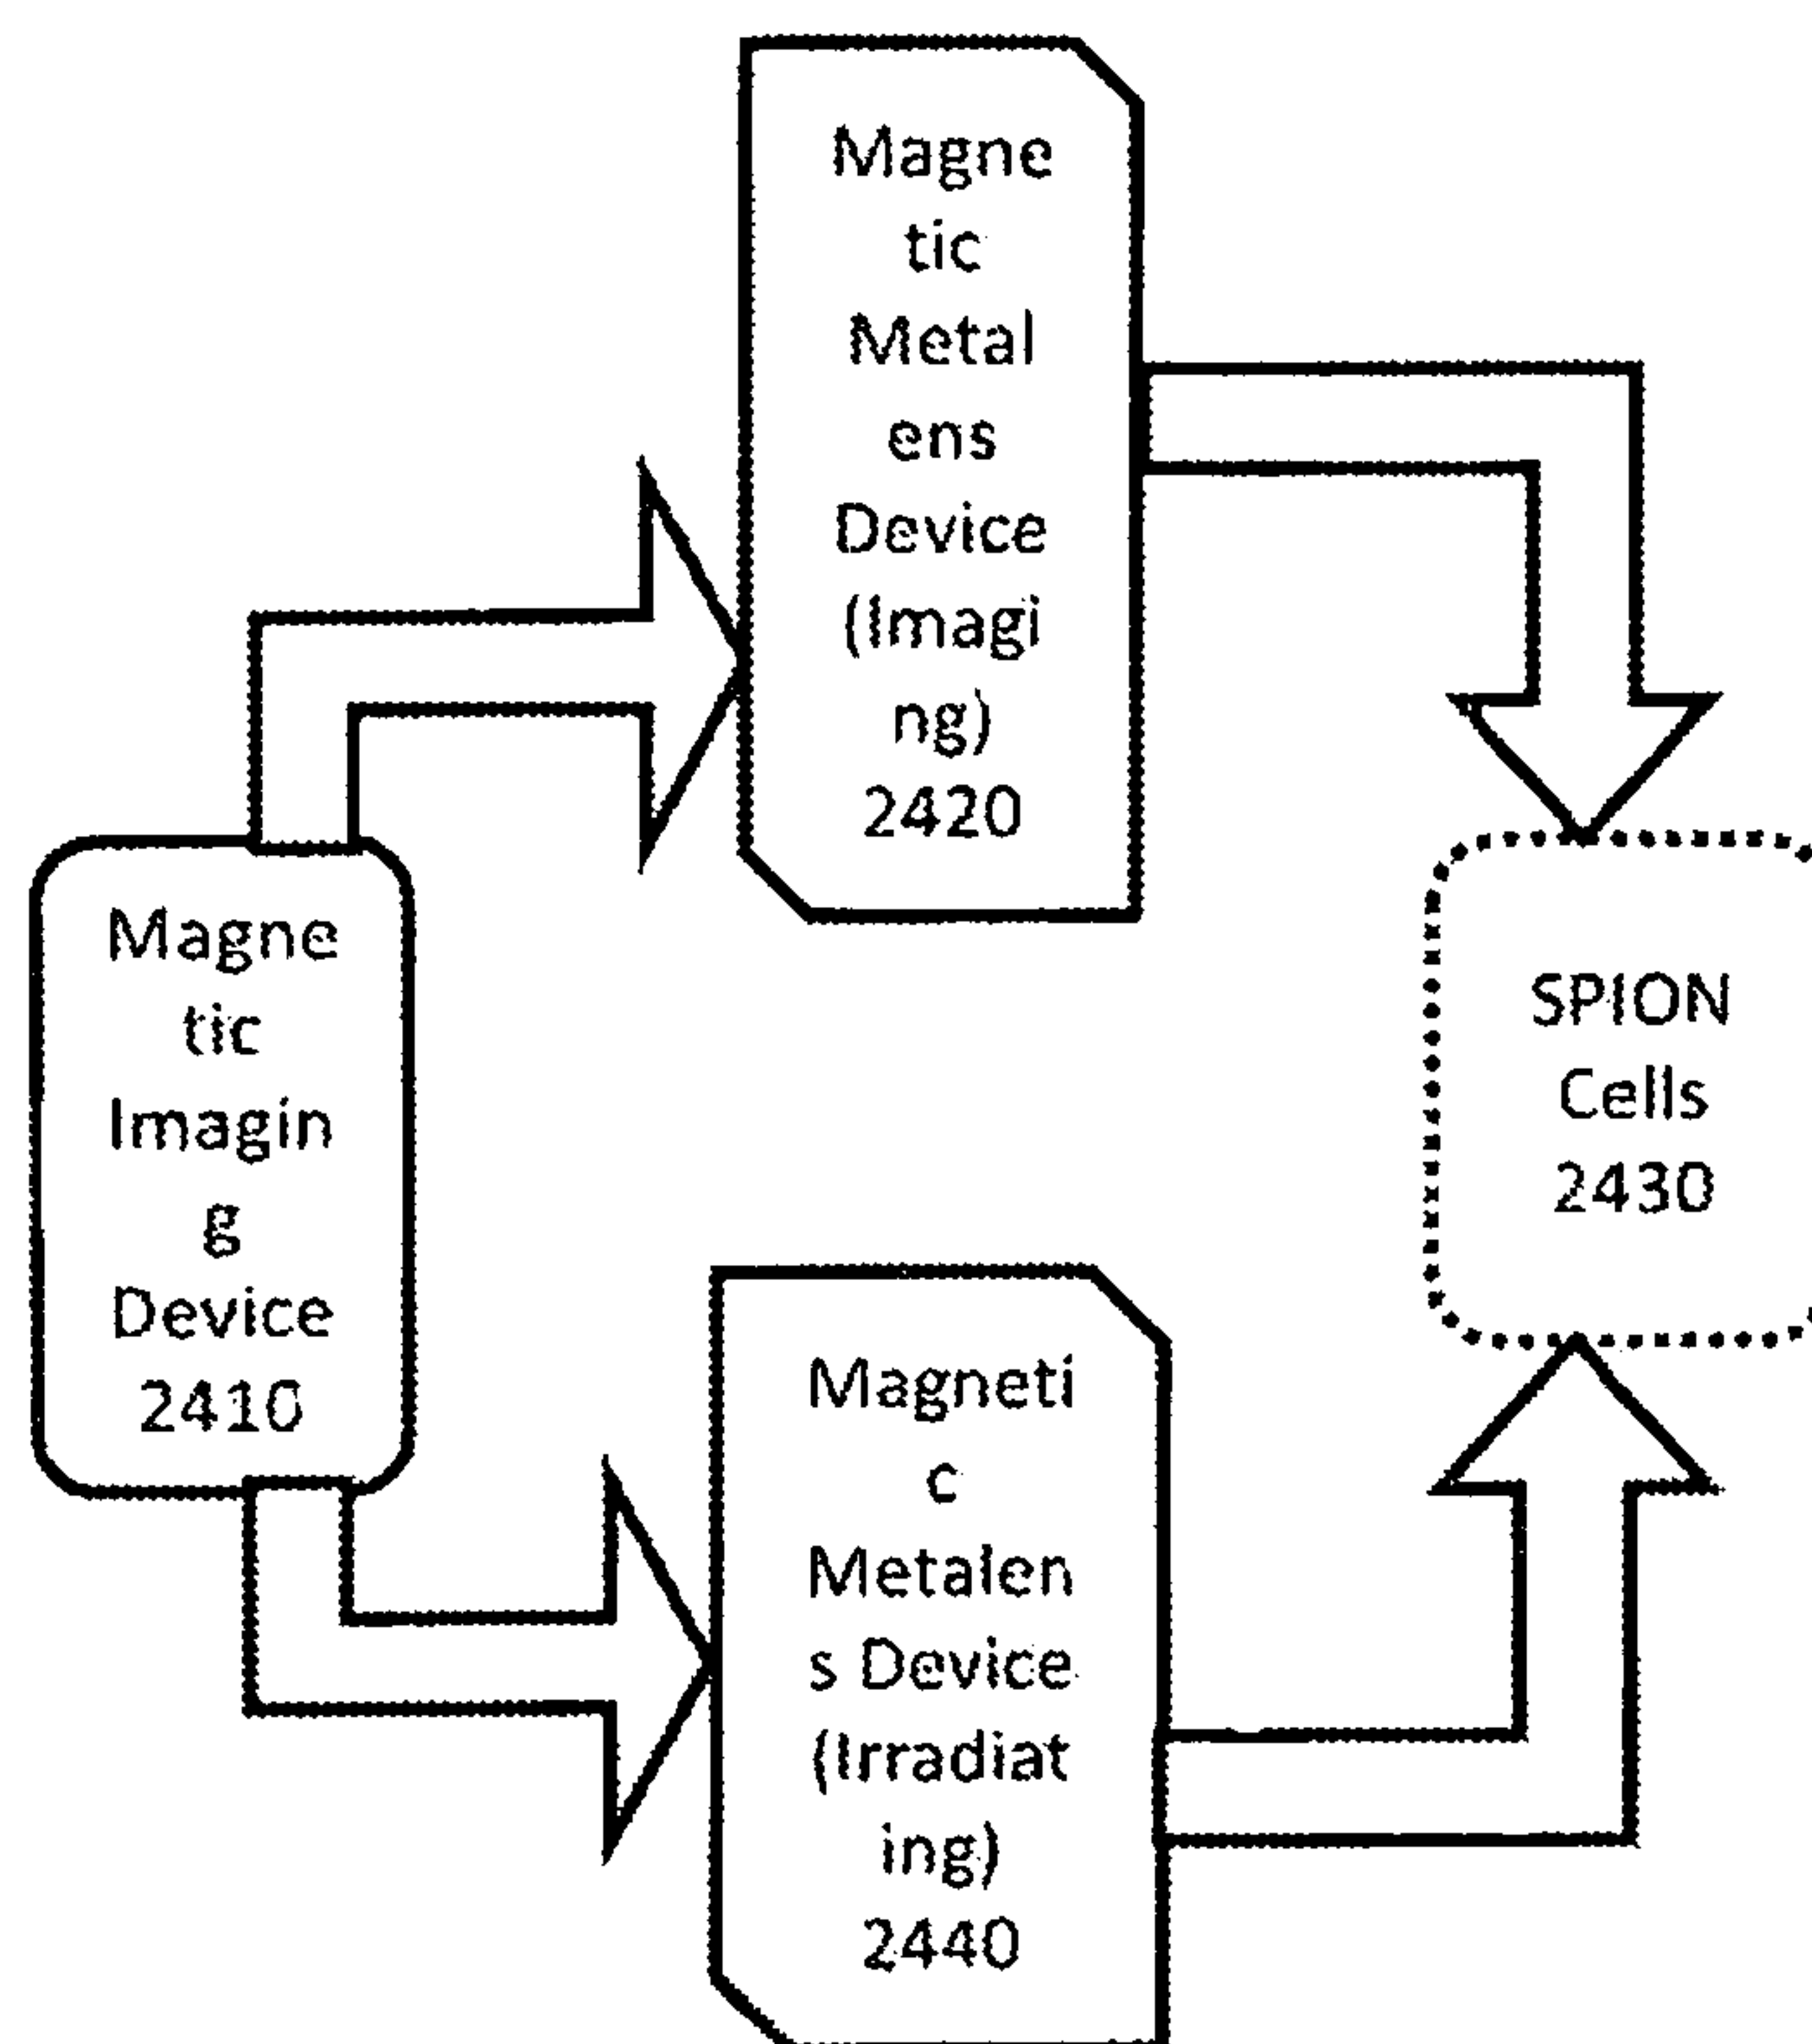 Magne
tic
Metal
ens
Device
(Imagi
ng)
2420
Magne
tic
Imagin
g
Device
2410
SPION
Cells
2430
Magneti
c
Metalen
s Device
(Irradiat
ing)
2440